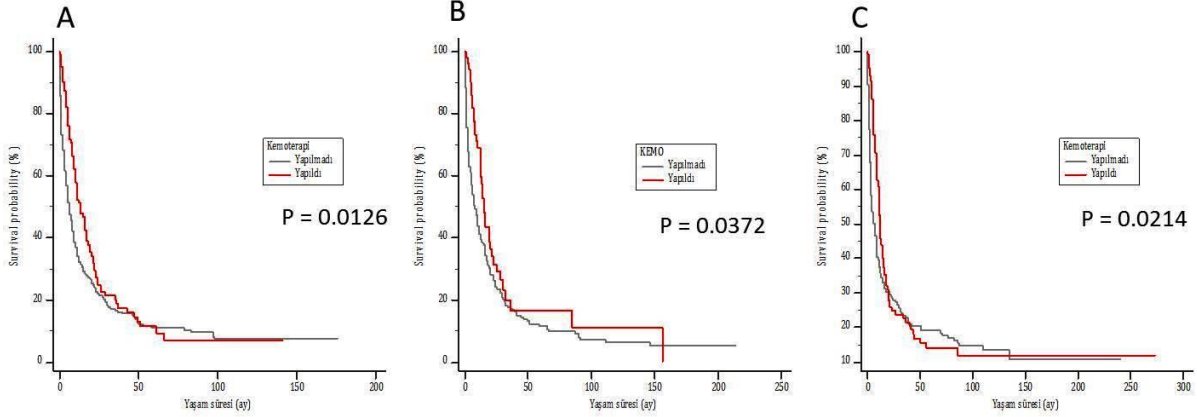 A
Survival probability (%)
100
80
60
40
20
0
0
50
100
150
200
Yaşam süresi (ay)
Kemoterapi
Yapılmadı
Yapıldı
P = 0.0126
B
Survival probability (%)
100
80
60
40
20
0
0
50
100
150
200
250
Yaşam süresi (ay)
KEMO
Yapılmadı
Yapıldı
P = 0.0372
C
Survival probability (%)
100
90
80
70
60
50
40
30
20
10
0
50
100
150
200
250
300
Yaşam süresi (ay)
Kemoterapi
Yapılmadı
Yapıldı
P = 0.0214